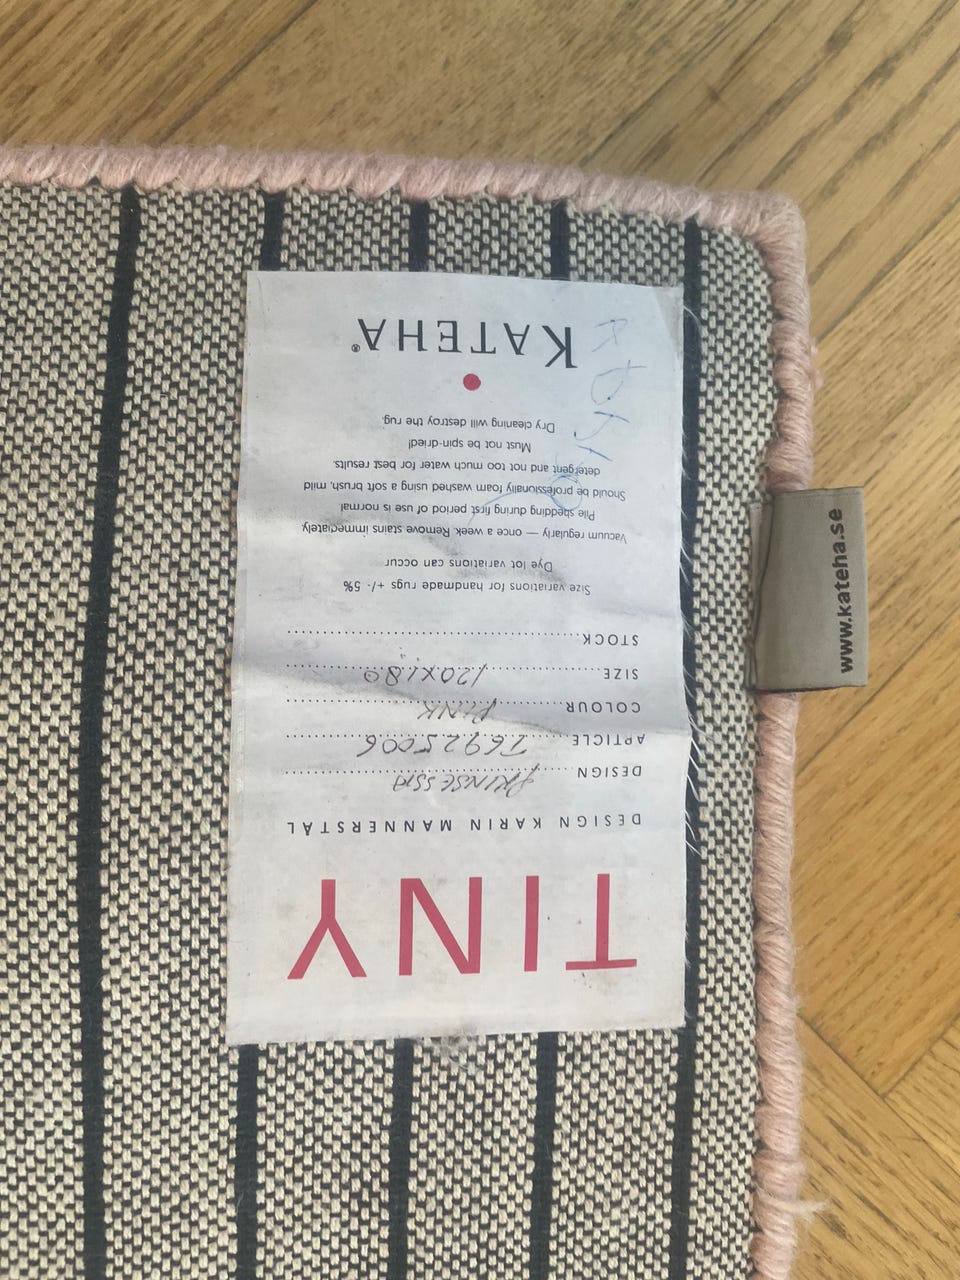 TINY
DESIGN KARIN MANNERSTÅL
DESIGN PRINSESSA
ARTICLE T6925006
COLOUR PINK
SIZE 120X180
STOCK
Size variations for handmade rugs +/- 5%
Dye lot variations can occur
Vacuum regularly — once a week. Remove stains immediately.
Pile shedding during first period of use is normal.
Should be professionally foam washed using a soft brush, mild
detergent and not too much water for best results.
Must not be spin-dried!
Dry cleaning will destroy the rug.
KATEHA®
www.kateha.se